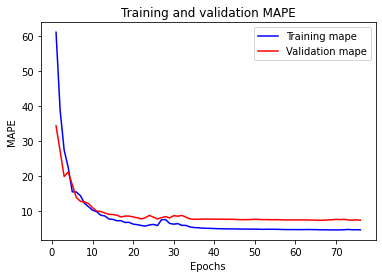 Training and validation MAPE
Training mape
Validation mape
MAPE
60
50
40
30
20
10
0 10 20 30 40 50 60 70
Epochs